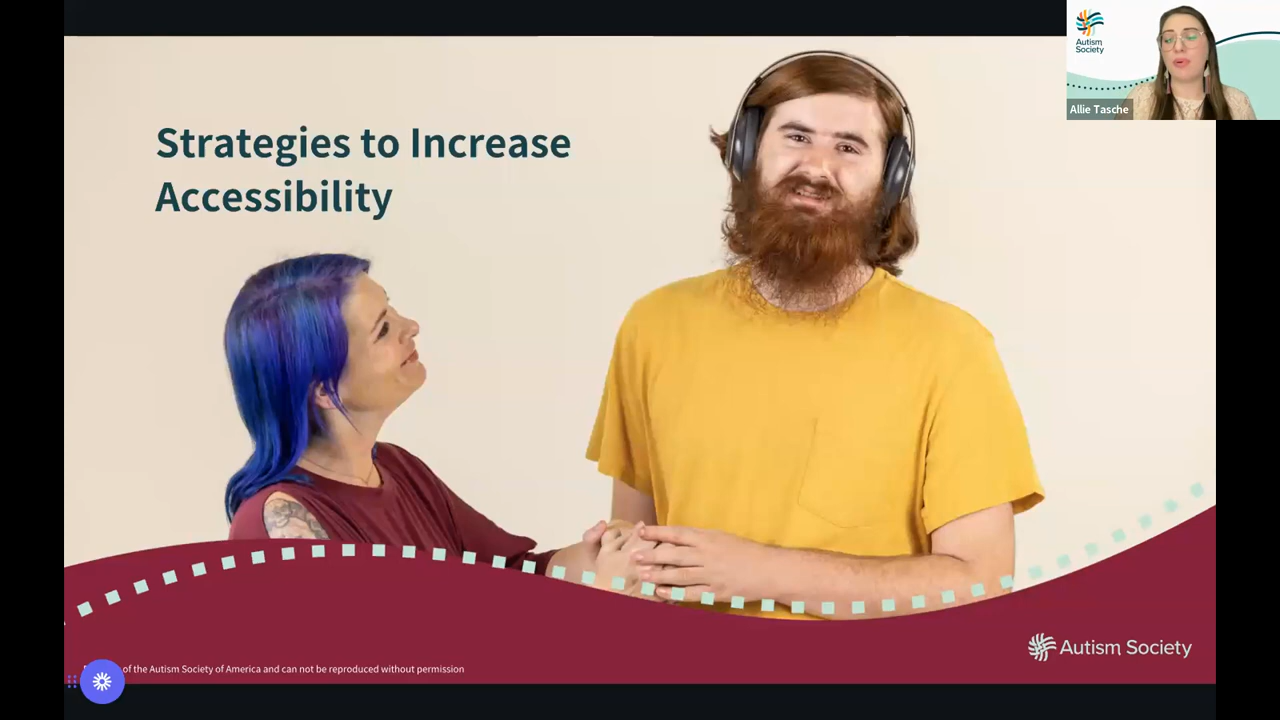 Strategies to Increase
Accessibility
Autism
Society
Allie Tasche
of the Autism Society of America and can not be reproduced without permission
Autism Society